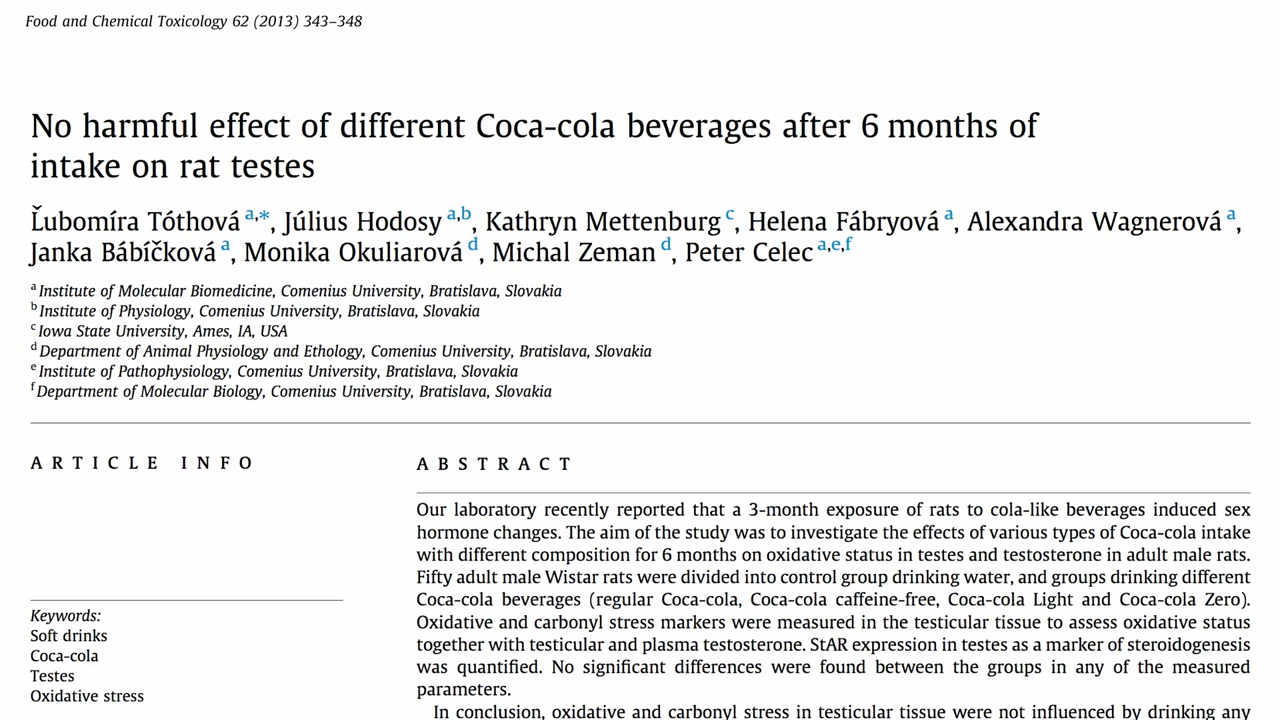 Food and Chemical Toxicology 62 (2013) 343–348
No harmful effect of different Coca-cola beverages after 6 months of
intake on rat testes
Ľubomíra Tóthová a,*, Július Hodosy a,b, Kathryn Mettenburg c, Helena Fábryová a, Alexandra Wagnerová a,
Janka Bábíčková a, Monika Okuliarová d, Michal Zeman d, Peter Celec a,e,f
a Institute of Molecular Biomedicine, Comenius University, Bratislava, Slovakia
b Institute of Physiology, Comenius University, Bratislava, Slovakia
c Iowa State University, Ames, IA, USA
d Department of Animal Physiology and Ethology, Comenius University, Bratislava, Slovakia
e Institute of Pathophysiology, Comenius University, Bratislava, Slovakia
f Department of Molecular Biology, Comenius University, Bratislava, Slovakia
ARTICLE INFO
Keywords:
Soft drinks
Coca-cola
Testes
Oxidative stress
ABSTRACT
Our laboratory recently reported that a 3-month exposure of rats to cola-like beverages induced sex
hormone changes. The aim of the study was to investigate the effects of various types of Coca-cola intake
with different composition for 6 months on oxidative status in testes and testosterone in adult male rats.
Fifty adult male Wistar rats were divided into control group drinking water, and groups drinking different
Coca-cola beverages (regular Coca-cola, Coca-cola caffeine-free, Coca-cola Light and Coca-cola Zero).
Oxidative and carbonyl stress markers were measured in the testicular tissue to assess oxidative status
together with testicular and plasma testosterone. StAR expression in testes as a marker of steroidogenesis
was quantified. No significant differences were found between the groups in any of the measured
parameters.
In conclusion, oxidative and carbonyl stress in testicular tissue were not influenced by drinking any